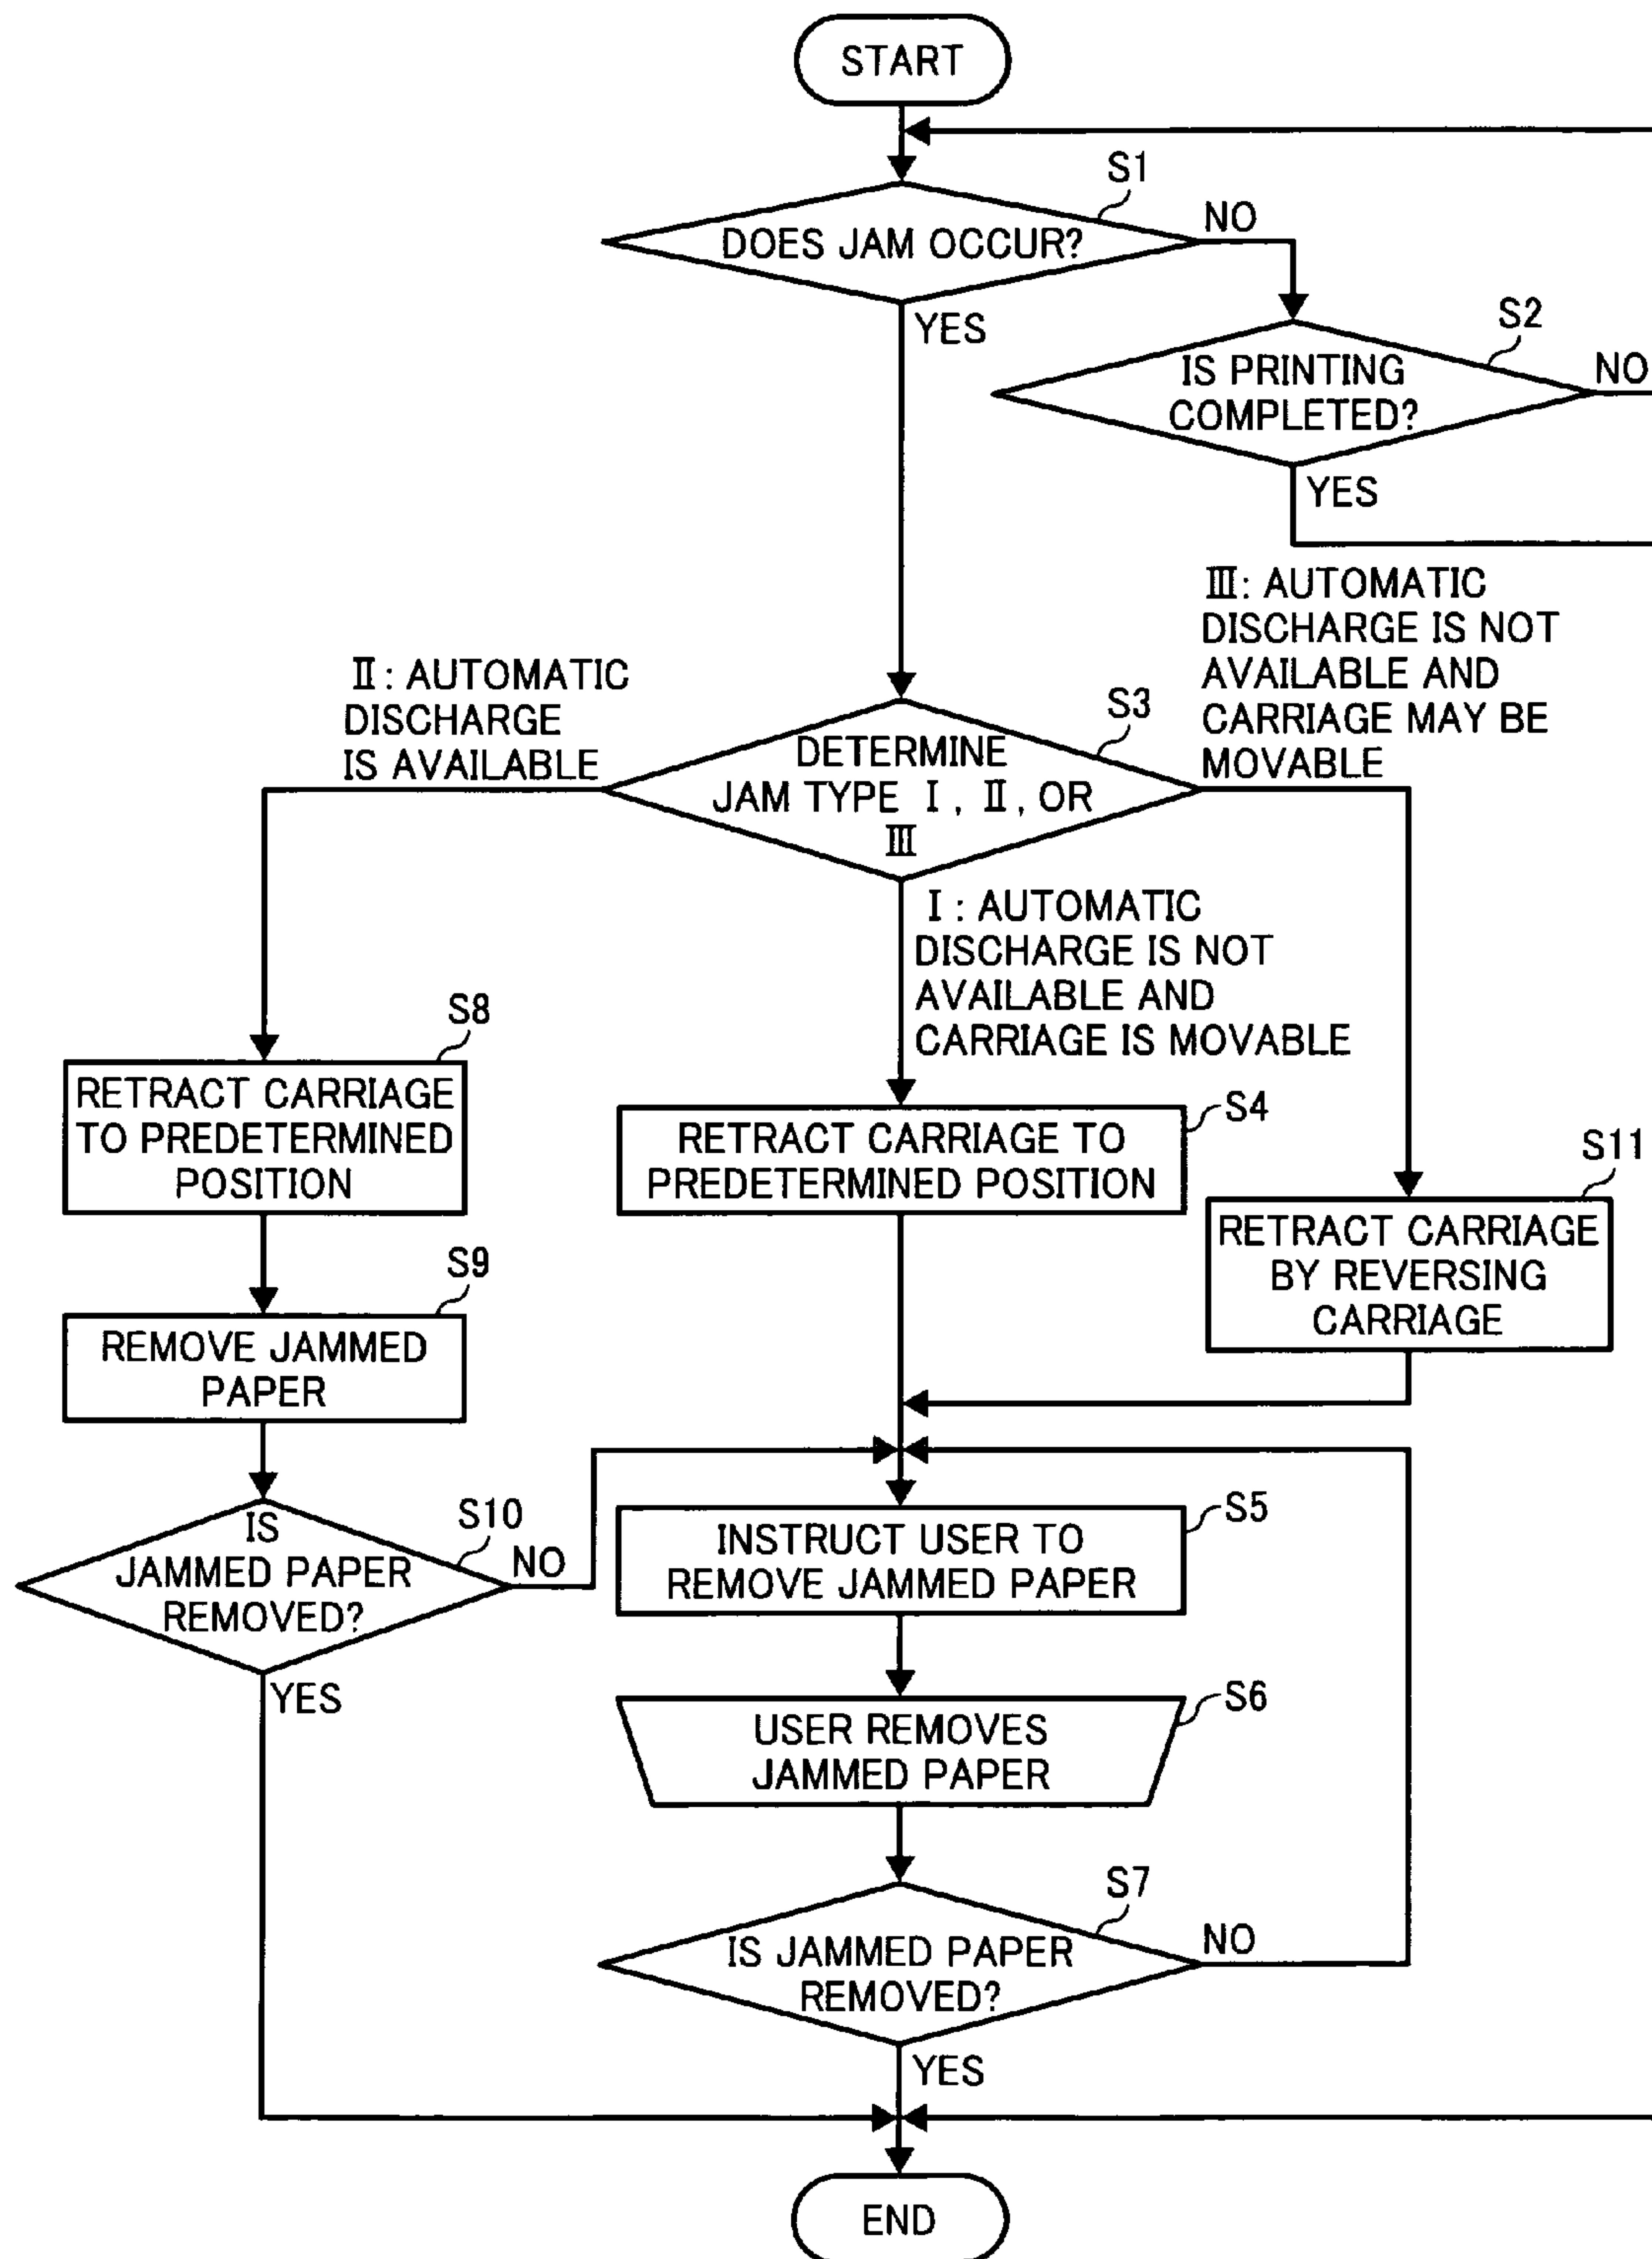 START
S1
DOES JAM OCCUR?
NO
YES
S2
IS PRINTING
COMPLETED?
NO
YES
III: AUTOMATIC
DISCHARGE IS NOT
AVAILABLE AND
CARRIAGE MAY BE
MOVABLE
II: AUTOMATIC
DISCHARGE
IS AVAILABLE
S3
DETERMINE
JAM TYPE I, II, OR
III
I: AUTOMATIC
DISCHARGE IS NOT
AVAILABLE AND
CARRIAGE IS MOVABLE
S8
RETRACT CARRIAGE
TO PREDETERMINED
POSITION
S4
RETRACT CARRIAGE TO
PREDETERMINED POSITION
S11
RETRACT CARRIAGE
BY REVERSING
CARRIAGE
S9
REMOVE JAMMED
PAPER
S10
IS
JAMMED PAPER
REMOVED?
NO
YES
S5
INSTRUCT USER TO
REMOVE JAMMED PAPER
S6
USER REMOVES
JAMMED PAPER
S7
IS JAMMED PAPER
REMOVED?
NO
YES
END